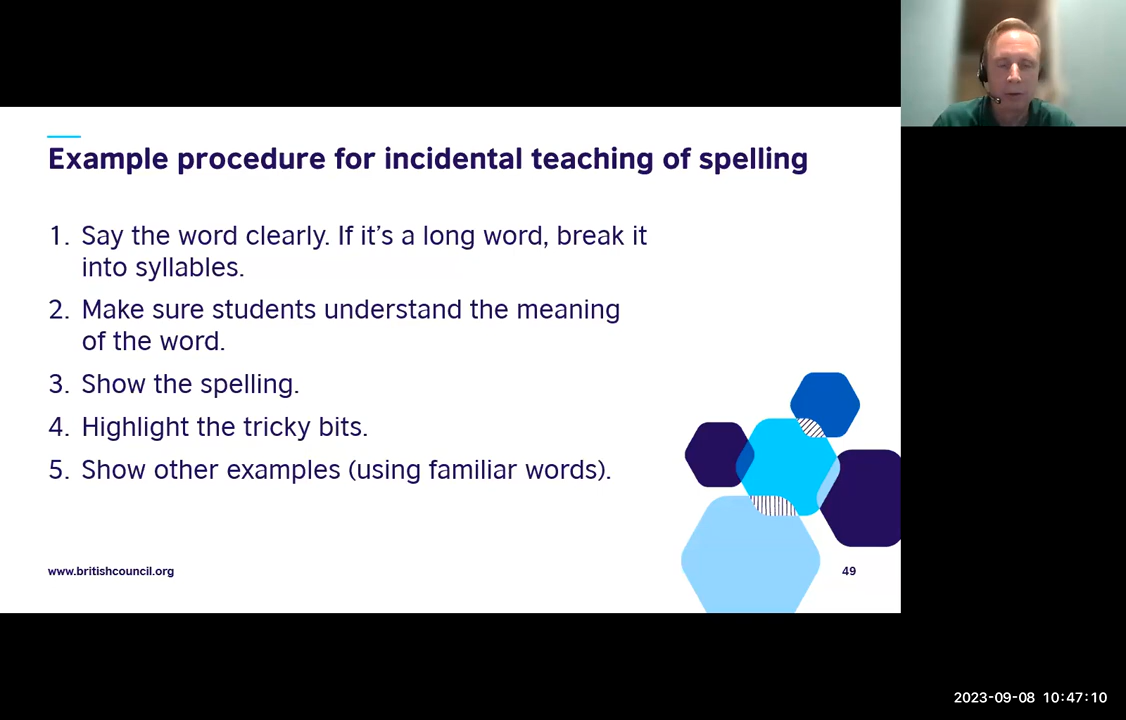 Example procedure for incidental teaching of spelling
1. Say the word clearly. If it's a long word, break it
into syllables.
2. Make sure students understand the meaning
of the word.
3. Show the spelling.
4. Highlight the tricky bits.
5. Show other examples (using familiar words).
www.britishcouncil.org
49
2023-09-08 10:47:10